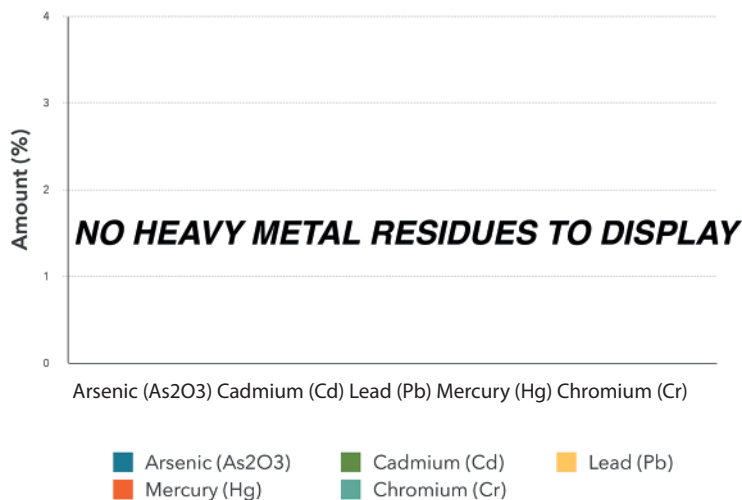 4
3
2
1
0
Amount (%)
NO HEAVY METAL RESIDUES TO DISPLAY
Arsenic (As2O3) Cadmium (Cd) Lead (Pb) Mercury (Hg) Chromium (Cr)
Arsenic (As2O3) Cadmium (Cd) Lead (Pb)
Mercury (Hg) Chromium (Cr)